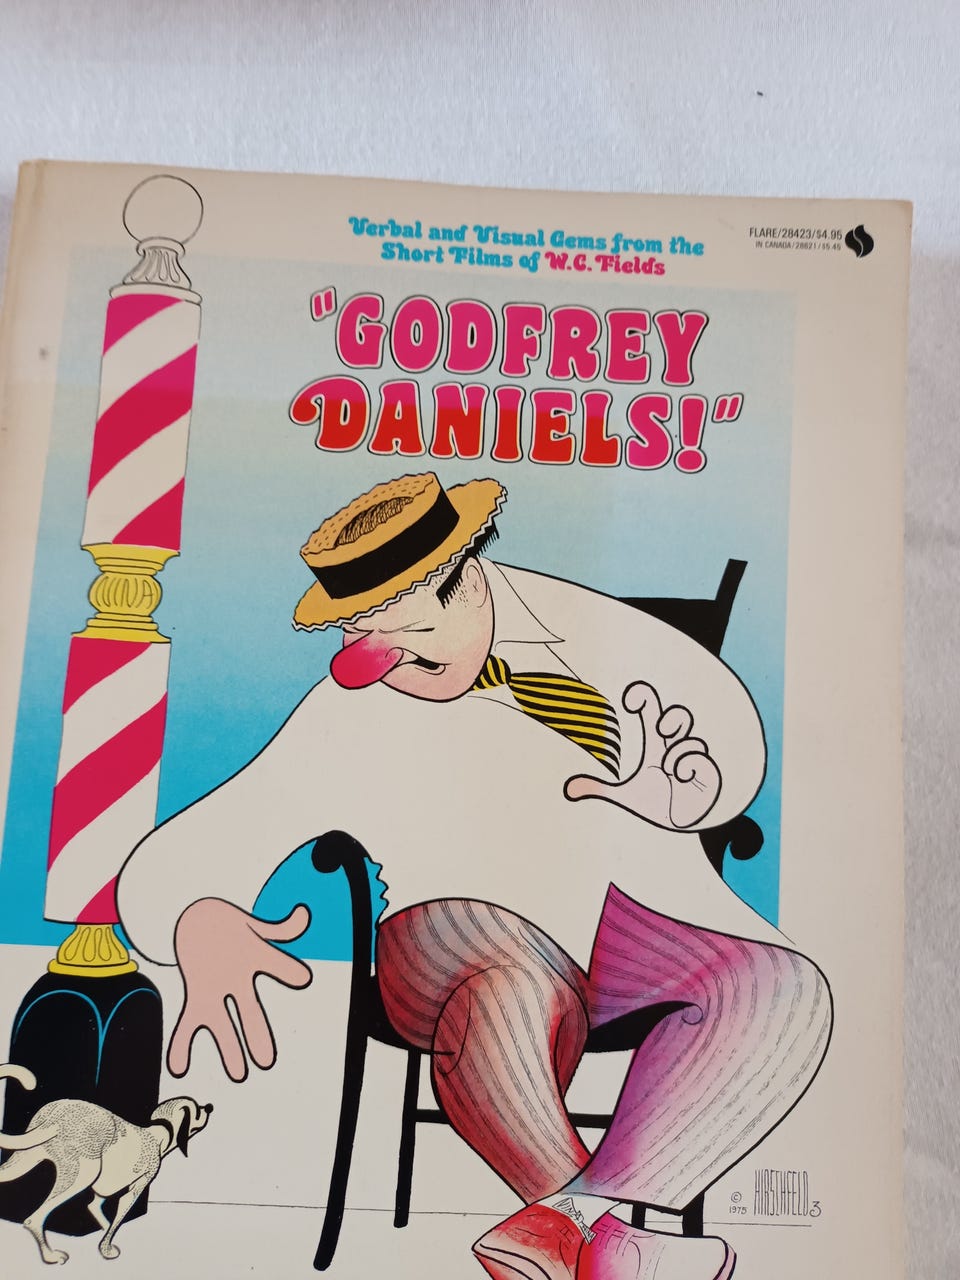 Verbal and Visual Gems from the
Short Films of W.C. Fields
FLARE/28423/$4.95
IN CANADA/28621/$5.45
"GODFREY
DANIELS!"
NINA
© 1975 HIRSCHFELD 3